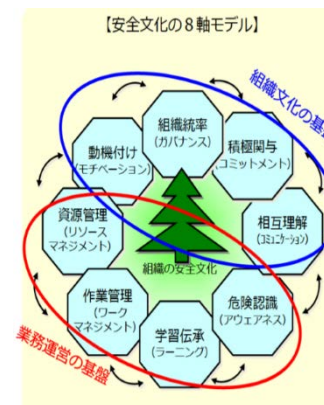 【安全文化の8軸モデル】
組織文化の基
組織統率
(ガバナンス)
動機付け
(モチベーション)
積極関与
(コミットメント)
資源管理
(リソース
マネジメント)
相互理解
(コミュニケーション)
組織の安全文化
作業管理
(ワーク
マネジメント)
危険認識
(アウェアネス)
学習伝承
(ラーニング)
業務運営の基盤